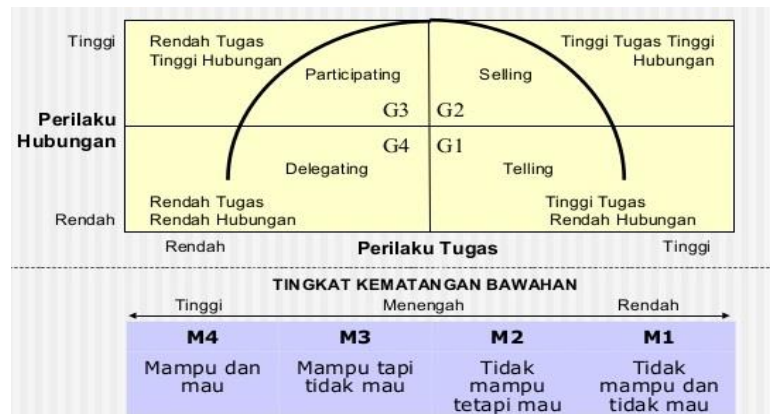 Tinggi
Rendah Tugas
Tinggi Hubungan
Tinggi Tugas Tinggi
Hubungan
Participating
Selling
G3
G2
Perilaku
Hubungan
G4
G1
Delegating
Telling
Rendah Tugas
Rendah Hubungan
Tinggi Tugas
Rendah Hubungan
Rendah
Rendah
Perilaku Tugas
Tinggi
TINGKAT KEMATANGAN BAWAHAN
Tinggi
Menengah
Rendah
M4
M3
M2
M1
Mampu dan
mau
Mampu tapi
tidak mau
Tidak
mampu
tetapi mau
Tidak
mampu dan
tidak mau